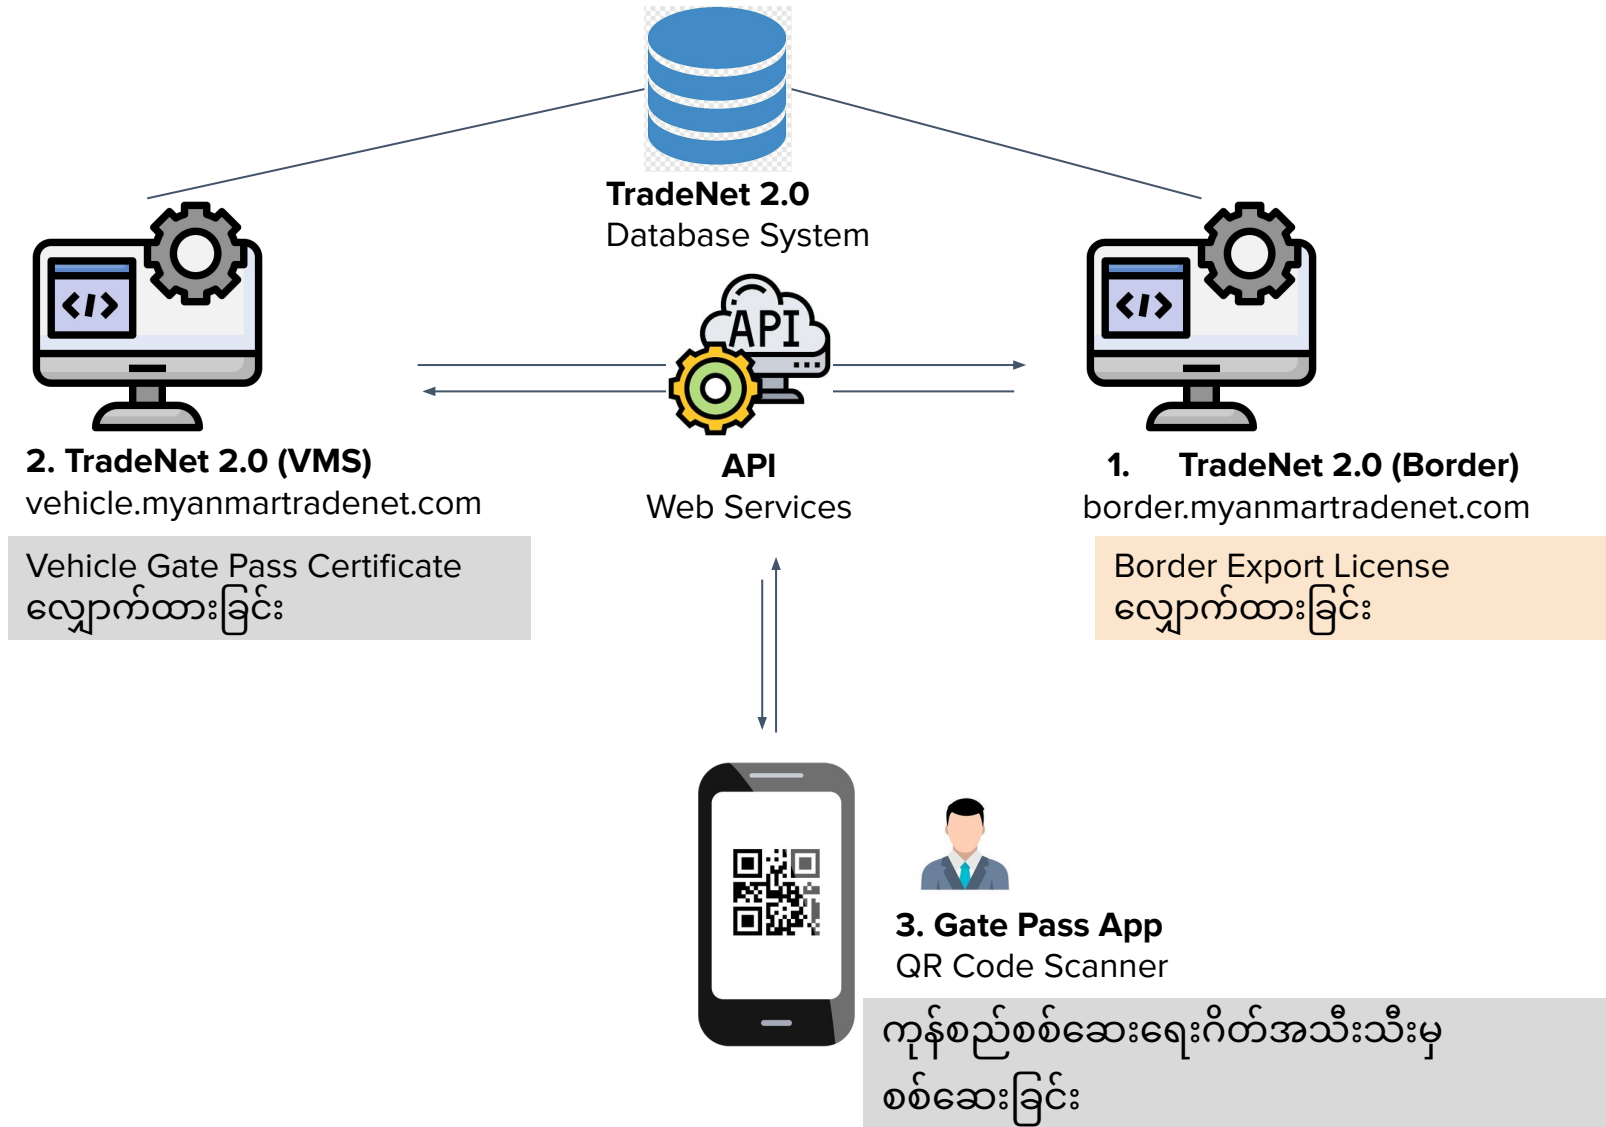 TradeNet 2.0
Database System
</>
</>
API
2. TradeNet 2.0 (VMS)
vehicle.myanmartradenet.com
Vehicle Gate Pass Certificate
လျှောက်ထားခြင်း
API
Web Services
1. TradeNet 2.0 (Border)
border.myanmartradenet.com
Border Export License
လျှောက်ထားခြင်း
3. Gate Pass App
QR Code Scanner
ကုန်စည်စစ်ဆေးရေးဂိတ်အသီးသီးမှ
စစ်ဆေးခြင်း